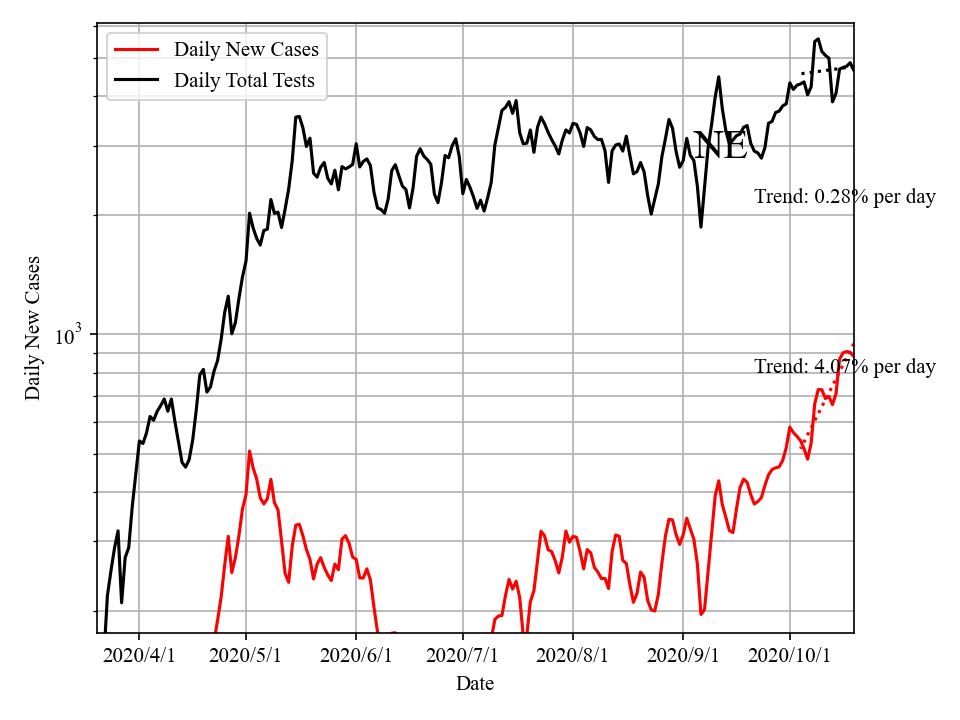 Daily New Cases
Daily Total Tests
NE
Trend: 0.28% per day
Trend: 4.07% per day
Daily New Cases
10³
2020/4/1 2020/5/1 2020/6/1 2020/7/1 2020/8/1 2020/9/1 2020/10/1
Date